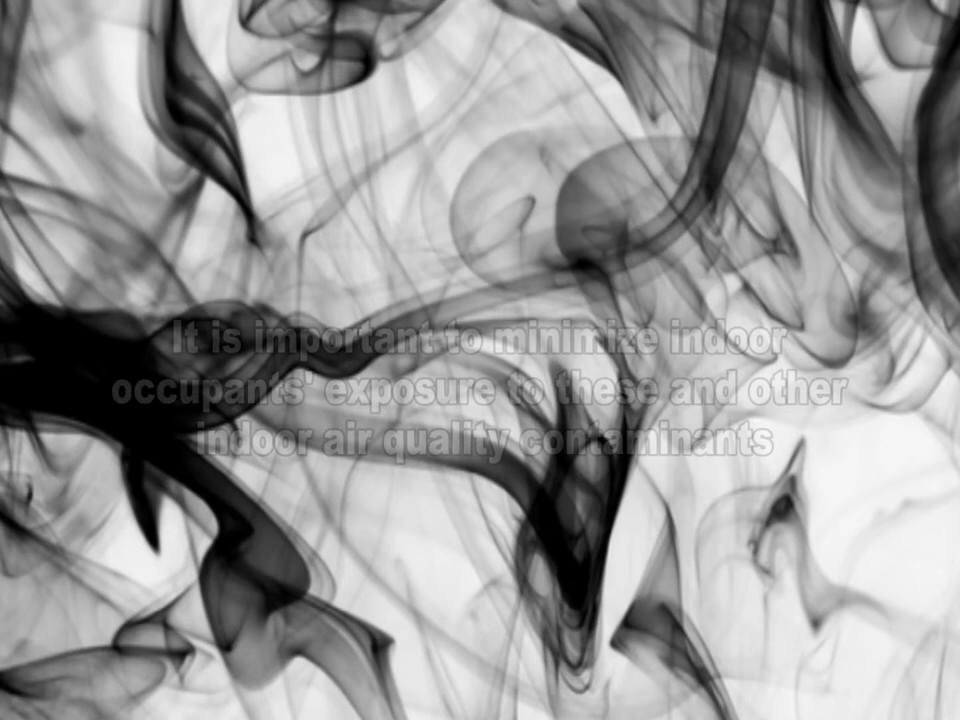 It is important to minimize indoor
occupants' exposure to these and other
indoor air quality contaminants